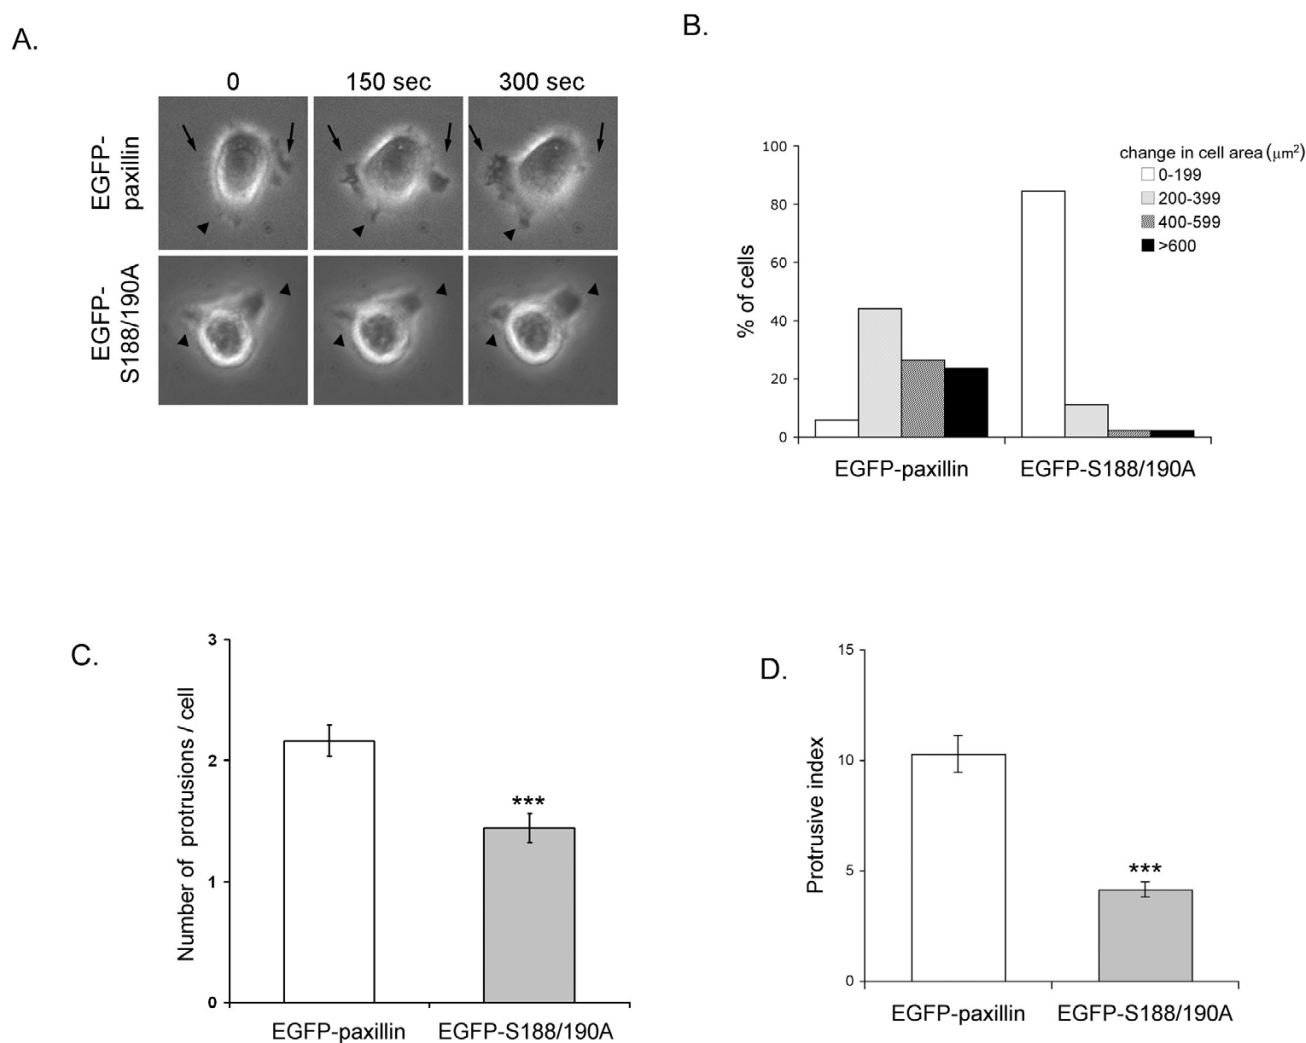 A.
0 150 sec 300 sec
EGFP-
paxillin
EGFP-
S188/190A
B.
100
80
60
40
20
0
% of cells
change in cell area (μm²)
0-199
200-399
400-599
>600
EGFP-paxillin EGFP-S188/190A
C.
3
2
1
0
Number of protrusions / cell
***
EGFP-paxillin EGFP-S188/190A
D.
15
10
5
0
Protrusive index
***
EGFP-paxillin EGFP-S188/190A